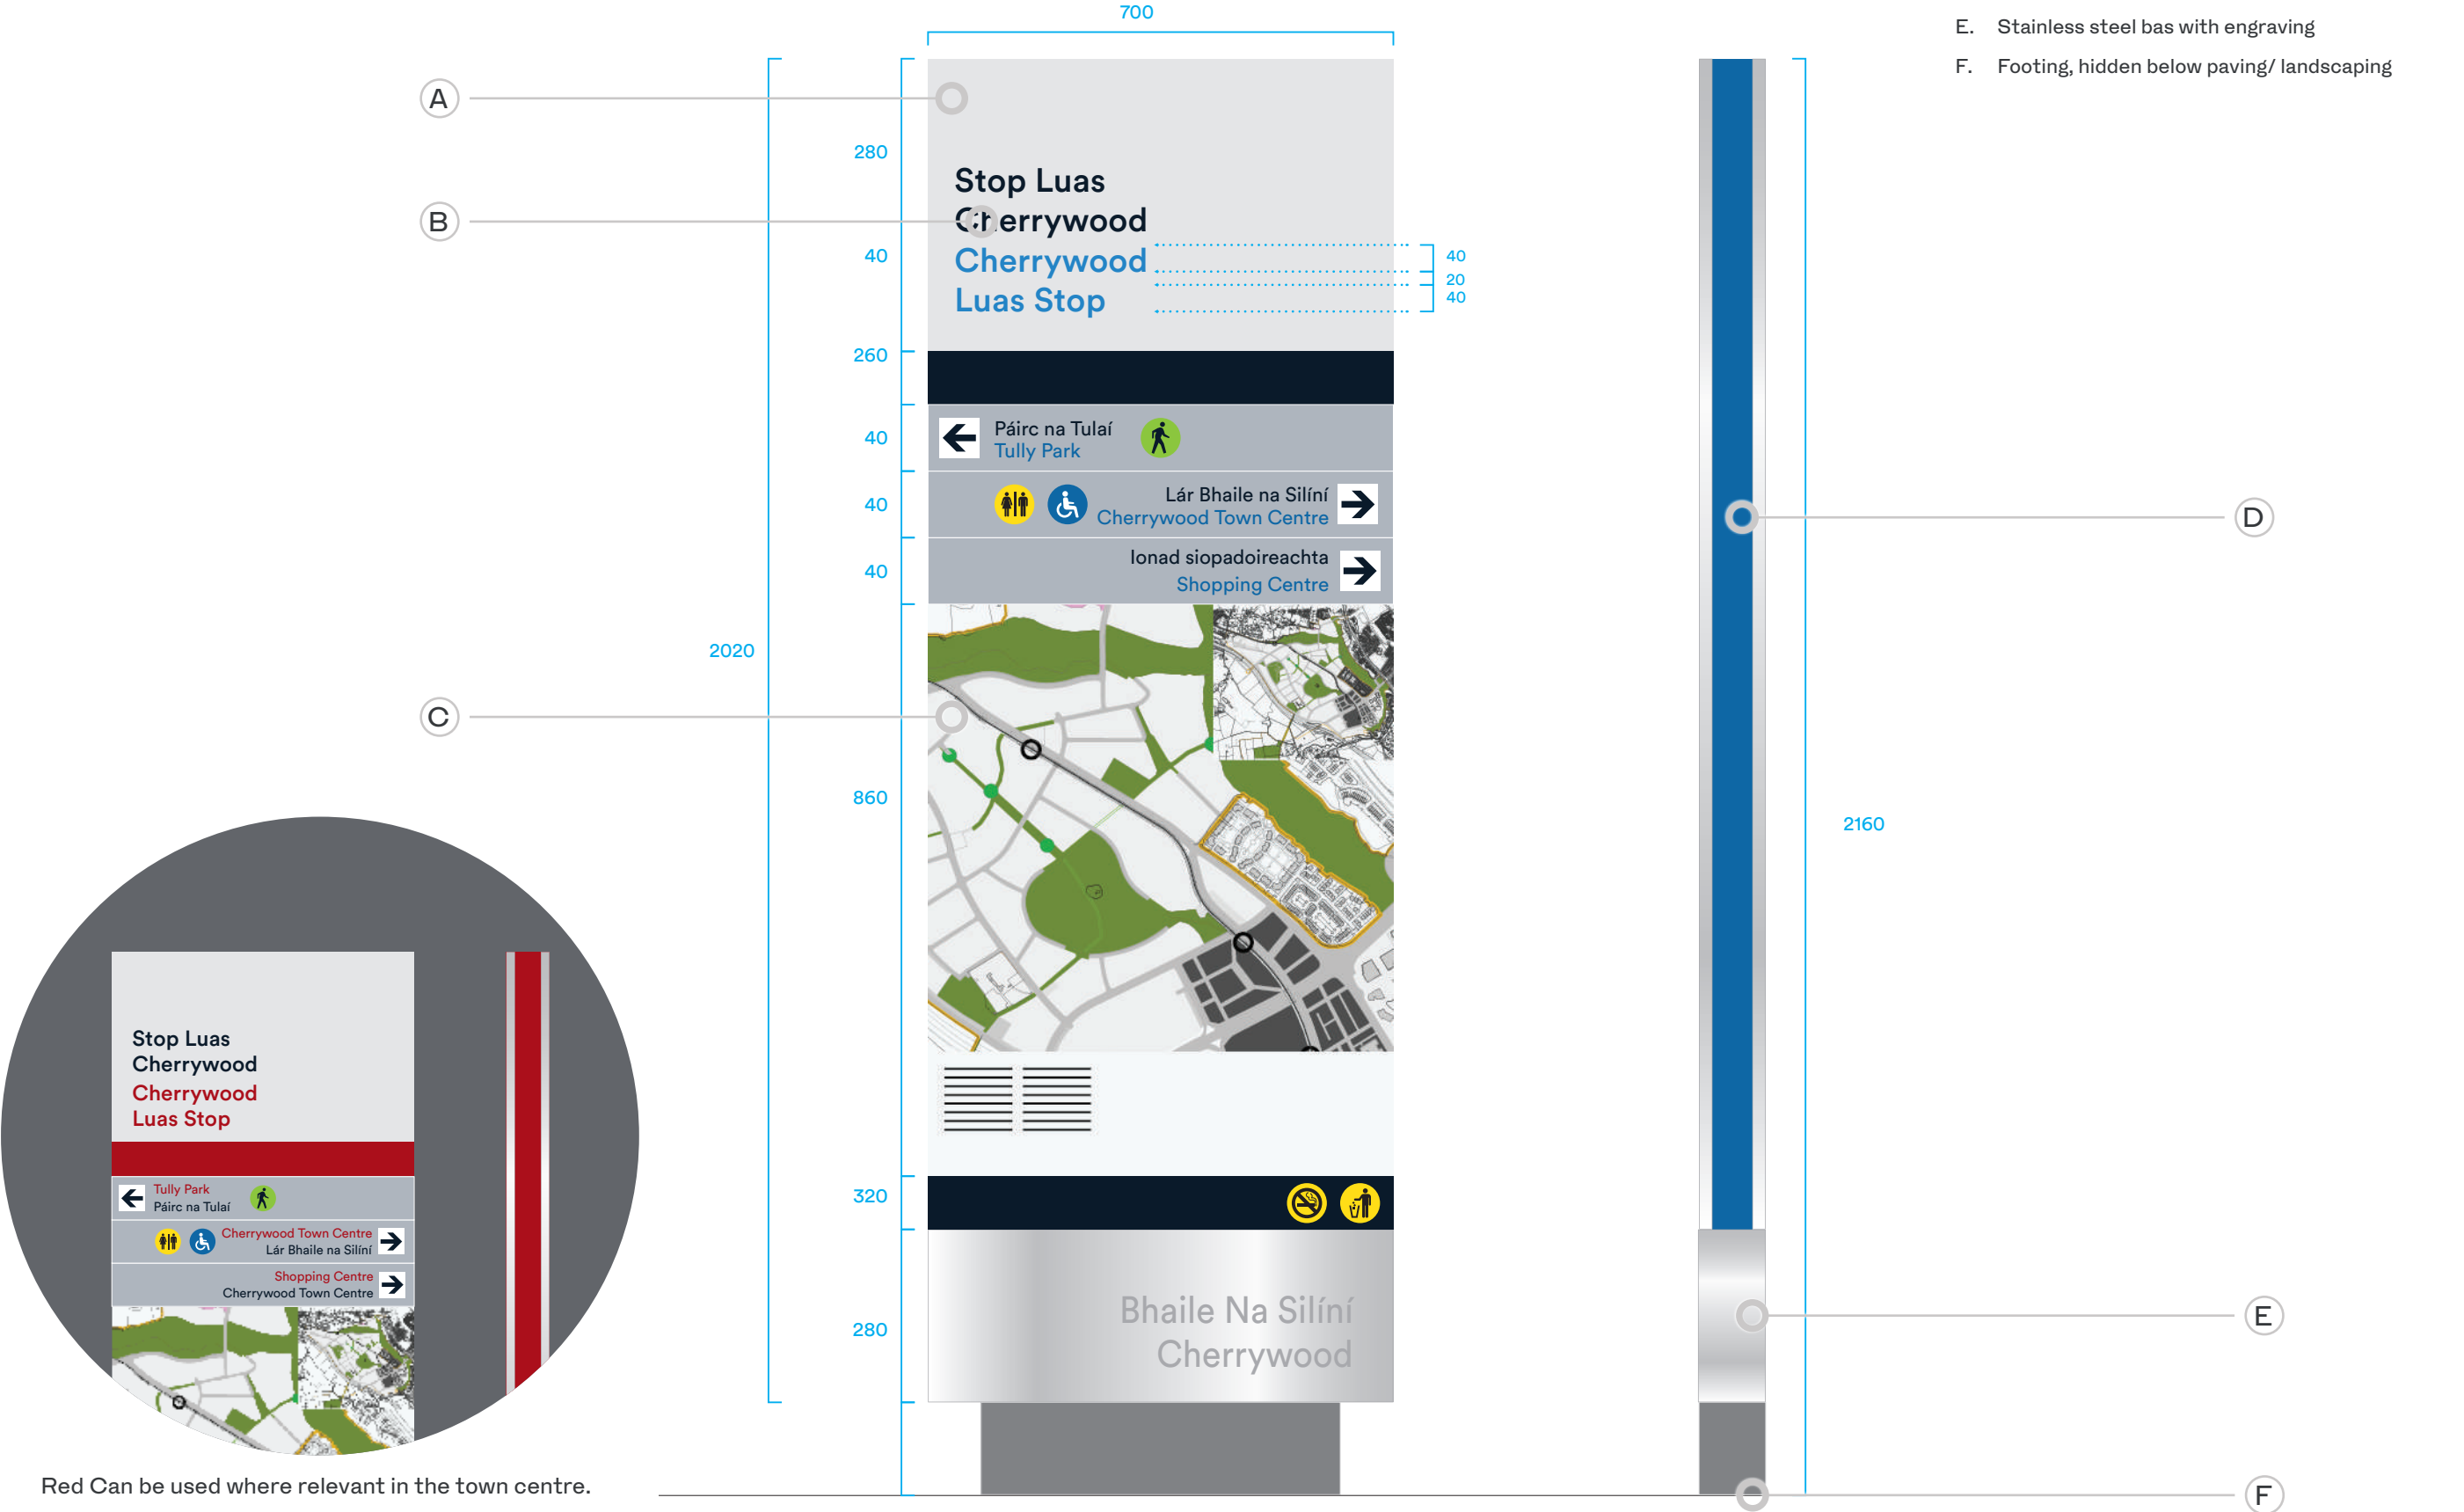 700
E. Stainless steel bas with engraving
F. Footing, hidden below paving/ landscaping
A
280
Stop Luas
B
Cherrywood
40
Cherrywood
40
20
Luas Stop
40
260
40
Páirc na Tulaí
Tully Park
40
Lár Bhaile na Silíní
Cherrywood Town Centre
D
40
Ionad siopadoireachta
Shopping Centre
2020
C
860
2160
Stop Luas
Cherrywood
Cherrywood
Luas Stop
Tully Park
Páirc na Tulaí
Cherrywood Town Centre
Lár Bhaile na Silíní
Shopping Centre
Cherrywood Town Centre
320
280
Bhaile Na Silíní
Cherrywood
E
Red Can be used where relevant in the town centre.
F